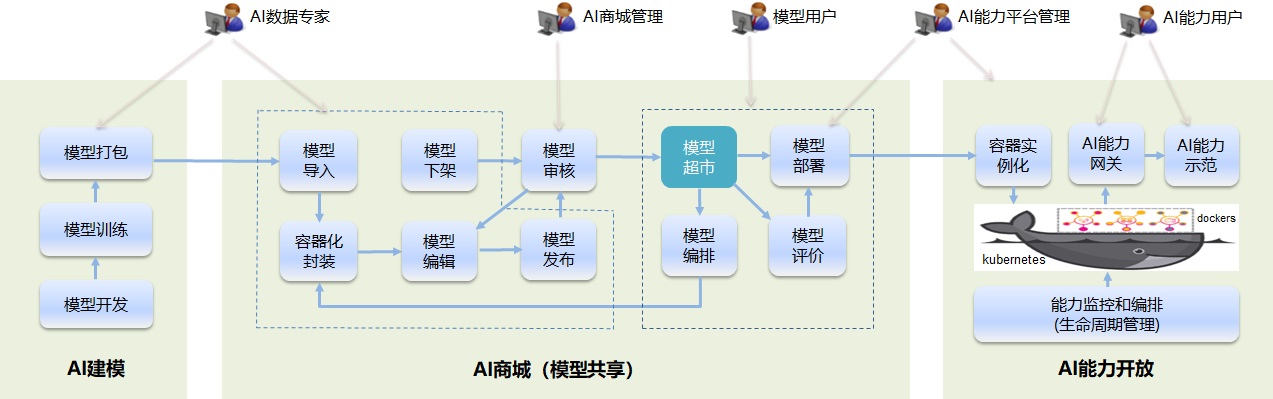 AI数据专家
AI商城管理
模型用户
AI能力平台管理
AI能力用户
模型打包
模型训练
模型开发
AI建模
模型
导入
模型
下架
模型
审核
容器化
封装
模型
编辑
模型
发布
模型
超市
模型
部署
模型
编排
模型
评价
AI商城（模型共享）
容器实
例化
AI能力
网关
AI能力
示范
dockers
kubernetes
能力监控和编排
(生命周期管理)
AI能力开放